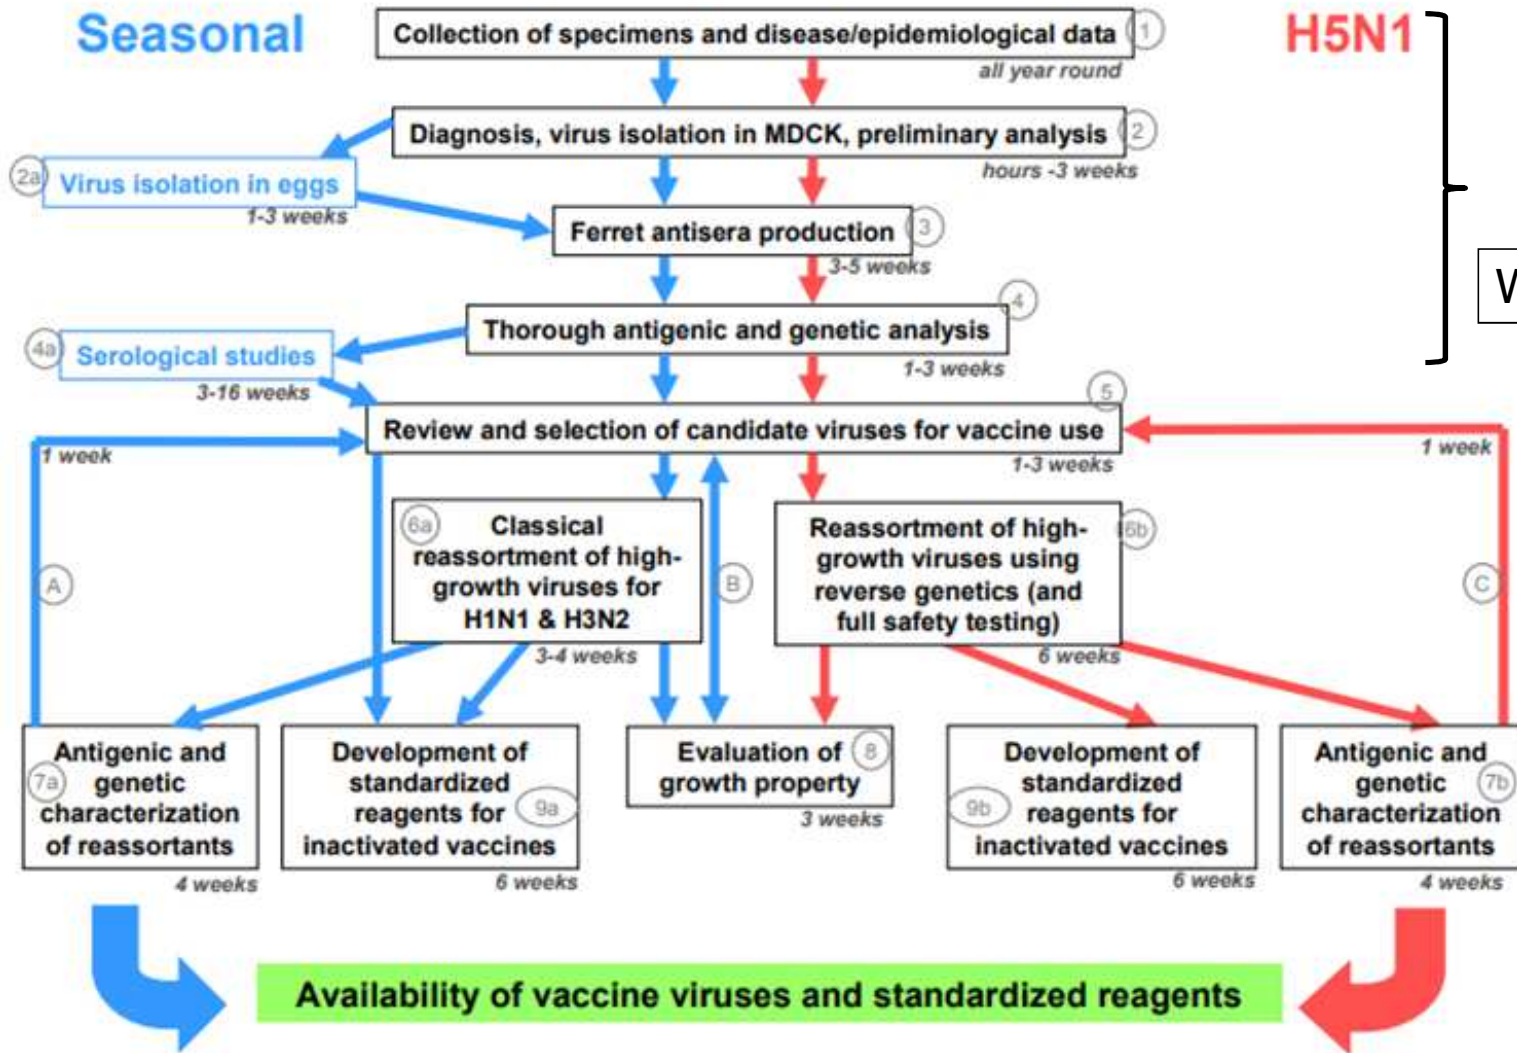 Seasonal
H5N1
Collection of specimens and disease/epidemiological data
1
all year round
Diagnosis, virus isolation in MDCK, preliminary analysis
2
hours -3 weeks
2a
Virus isolation in eggs
1-3 weeks
Ferret antisera production
3
3-5 weeks
V
Thorough antigenic and genetic analysis
4
1-3 weeks
4a
Serological studies
3-16 weeks
5
Review and selection of candidate viruses for vaccine use
1-3 weeks
1 week
1 week
6a
Classical
reassortment of high-
growth viruses for
H1N1 & H3N2
3-4 weeks
6b
Reassortment of high-
growth viruses using
reverse genetics (and
full safety testing)
6 weeks
A
B
C
7a
Antigenic and
genetic
characterization
of reassortants
4 weeks
Development of
standardized
reagents for
inactivated vaccines
9a
6 weeks
Evaluation of
growth property
8
3 weeks
Development of
standardized
reagents for
inactivated vaccines
9b
6 weeks
Antigenic and
genetic
characterization
of reassortants
7b
4 weeks
Availability of vaccine viruses and standardized reagents